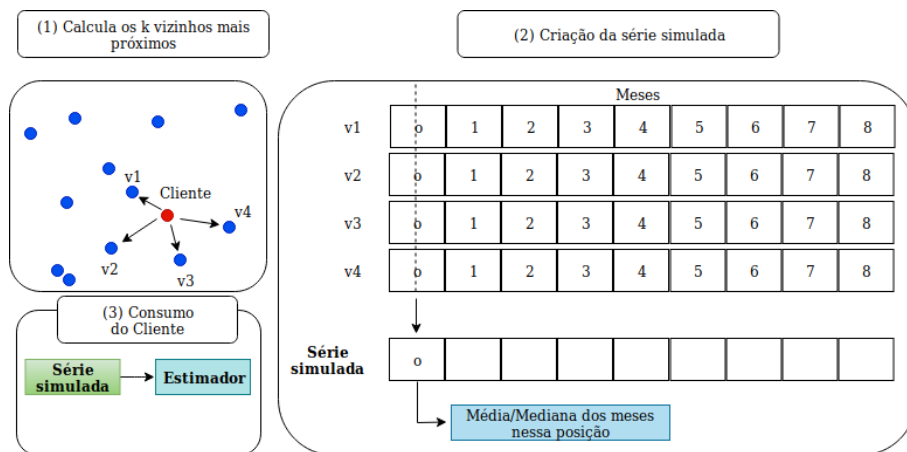 (1) Calcula os k vizinhos mais
próximos
(2) Criação da série simulada
v1
Cliente
v4
v2
v3
Meses
v1 o 1 2 3 4 5 6 7 8
v2 o 1 2 3 4 5 6 7 8
v3 o 1 2 3 4 5 6 7 8
v4 o 1 2 3 4 5 6 7 8
Série
simulada
o
Média/Mediana dos meses
nessa posição
(3) Consumo
do Cliente
Série
simulada
Estimador